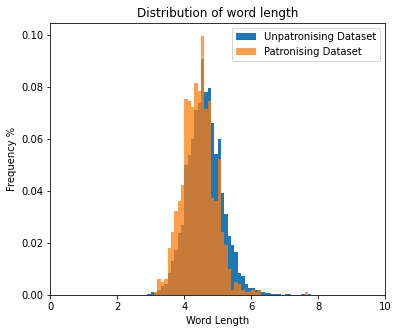 Distribution of word length
Unpatronising Dataset
Patronising Dataset
Frequency %
0.10
0.08
0.06
0.04
0.02
0.00
0 2 4 6 8 10
Word Length